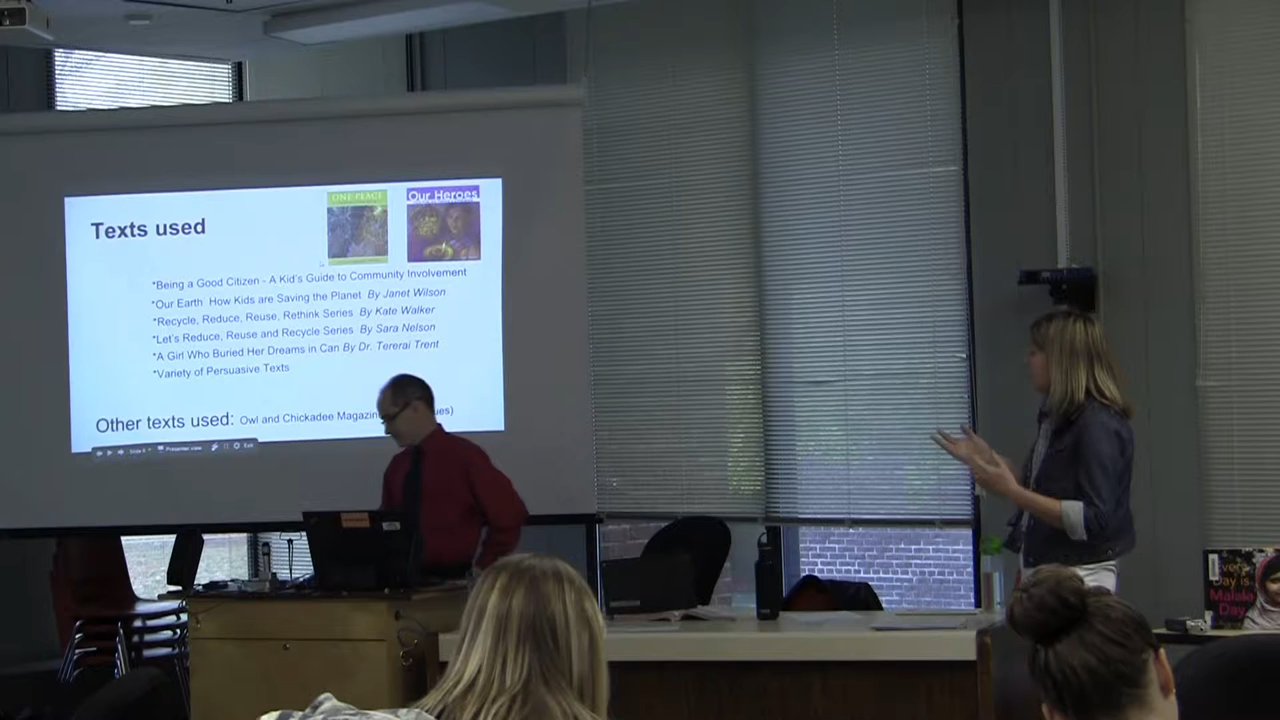 ONE PEACE
Our Heroes
Texts used
*Being a Good Citizen - A Kid's Guide to Community Involvement
*Our Earth How Kids are Saving the Planet By Janet Wilson
*Recycle, Reduce, Reuse, Rethink Series By Kate Walker
*Let's Reduce, Reuse and Recycle Series By Sara Nelson
*A Girl Who Buried Her Dreams in Can By Dr. Tererai Trent
*Variety of Persuasive Texts
Other texts used: Owl and Chickadee
Presenter view
Exit
Every
Day is
Malala
Day